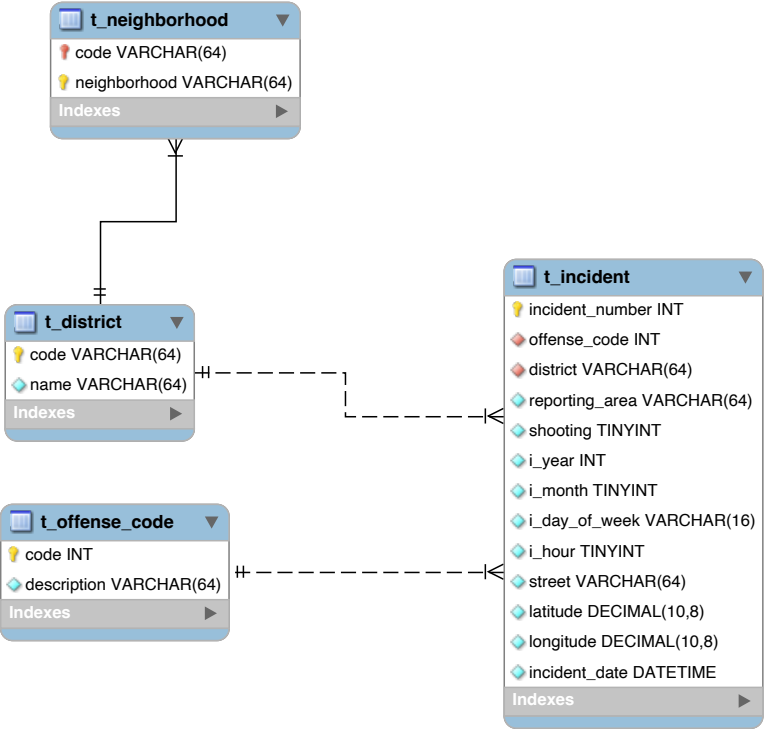 t_neighborhood
code VARCHAR(64)
neighborhood VARCHAR(64)
Indexes
t_district
code VARCHAR(64)
name VARCHAR(64)
Indexes
t_offense_code
code INT
description VARCHAR(64)
Indexes
t_incident
incident_number INT
offense_code INT
district VARCHAR(64)
reporting_area VARCHAR(64)
shooting TINYINT
i_year INT
i_month TINYINT
i_day_of_week VARCHAR(16)
i_hour TINYINT
street VARCHAR(64)
latitude DECIMAL(10,8)
longitude DECIMAL(10,8)
incident_date DATETIME
Indexes